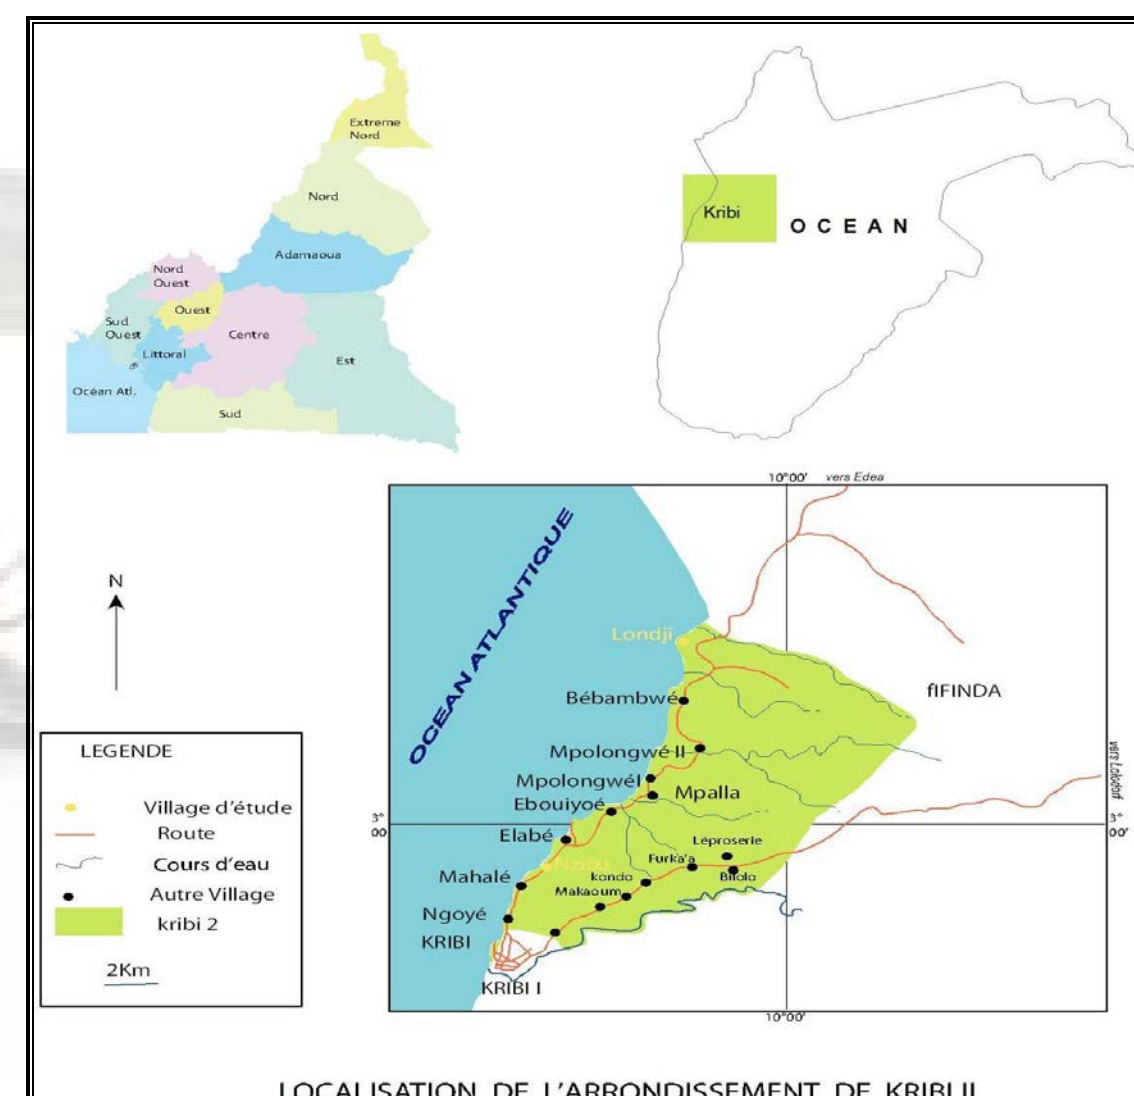 Extreme
Nord
Nord
Adamaoua
Nord
Ouest
Ouest
Sud
Ouest
Littoral
Centre
Est
Océan Atl.
Sud
Kribi
OCEAN
N
LEGENDE
Village d'étude
Route
Cours d'eau
Autre Village
kribi 2
2Km
10°00'
vers Edea
OCEAN ATLANTIQUE
Londji
Bébambwé
fIFINDA
Mpolongwé II
MpolongwéI
Mpalla
Ebouiyoé
3°
00'
3°
00'
Elabé
Léproserie
Nziou
Furka'a
Bilolo
Mahalé
kondo
Makaoum
Ngoyé
KRIBI
KRIBI I
10°00'
LOCALISATION DE L'ARRONDISSEMENT DE KRIBI II